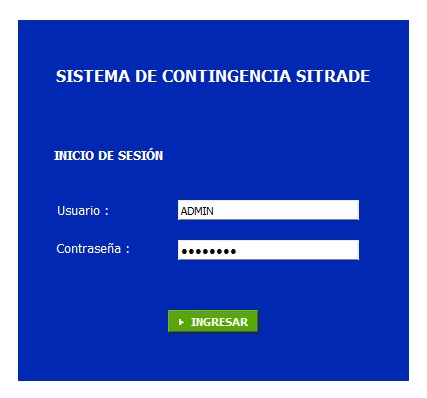 SISTEMA DE CONTINGENCIA SITRADE
INICIO DE SESIÓN
Usuario : ADMIN
Contraseña : ●●●●●●●●
INGRESAR